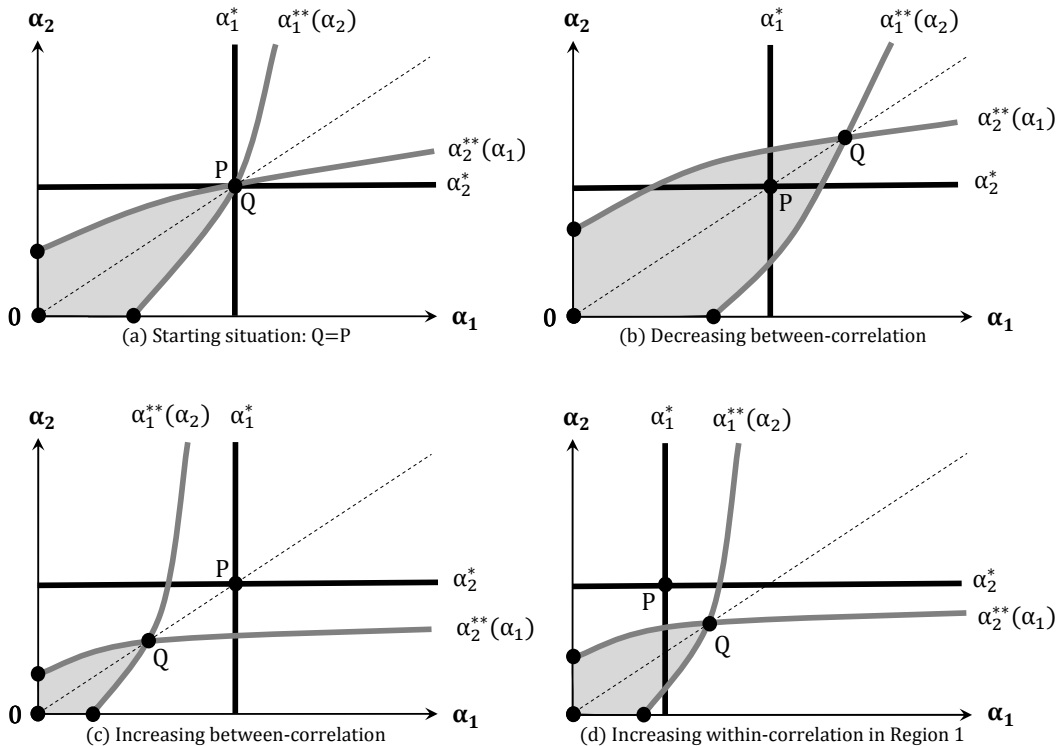 α₂
α₁*
α₁**(α₂)
α₂**(α₁)
α₂*
P
Q
0
α₁
(a) Starting situation: Q=P
α₂
α₁*
α₁**(α₂)
α₂**(α₁)
α₂*
Q
P
0
α₁
(b) Decreasing between-correlation
α₂
α₁**(α₂)
α₁*
P
α₂*
α₂**(α₁)
Q
0
α₁
(c) Increasing between-correlation
α₂
α₁*
α₁**(α₂)
α₂*
P
α₂**(α₁)
Q
0
α₁
(d) Increasing within-correlation in Region 1